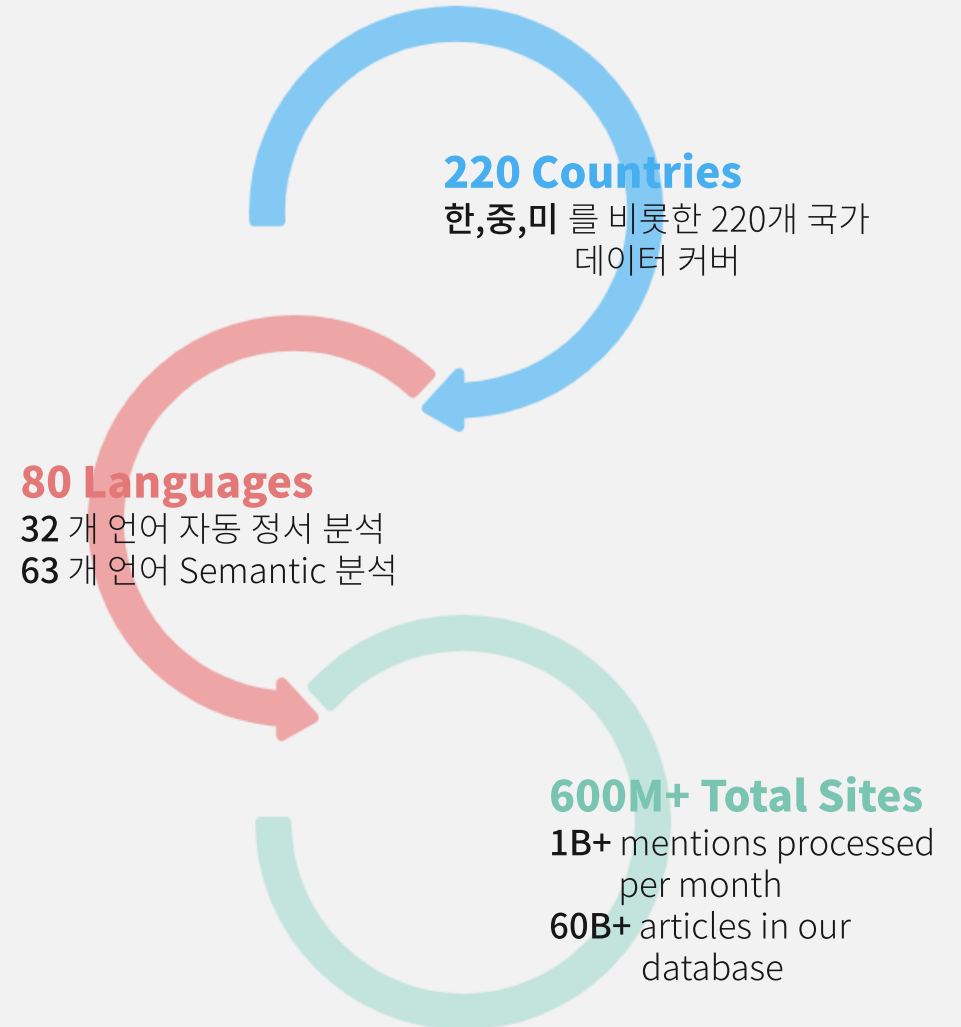 220 Countries
한,중,미 를 비롯한 220개 국가
데이터 커버
80 Languages
32 개 언어 자동 정서 분석
63 개 언어 Semantic 분석
600M+ Total Sites
1B+ mentions processed
per month
60B+ articles in our
database